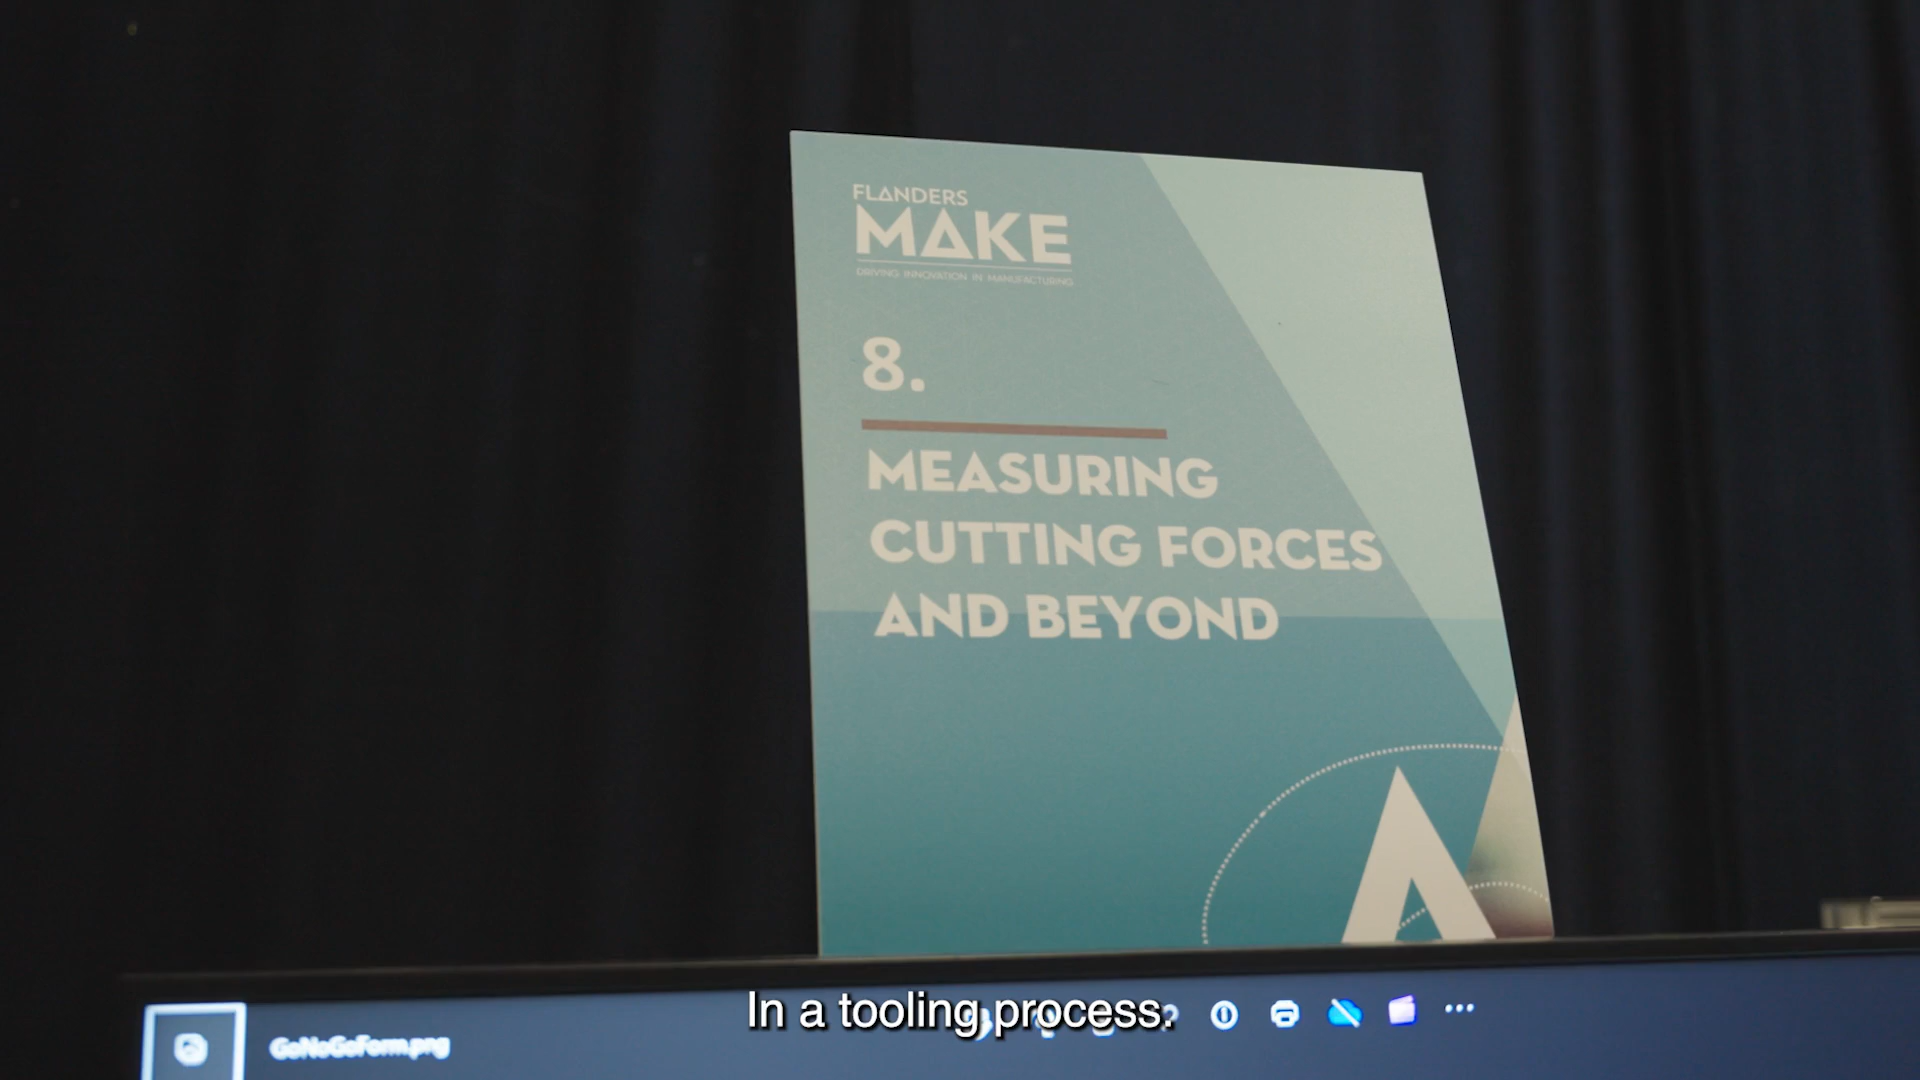 FLANDERS
MAKE
DRIVING INNOVATION IN MANUFACTURING
8.
MEASURING
CUTTING FORCES
AND BEYOND
In a tooling process.
GoNoGoForm.png